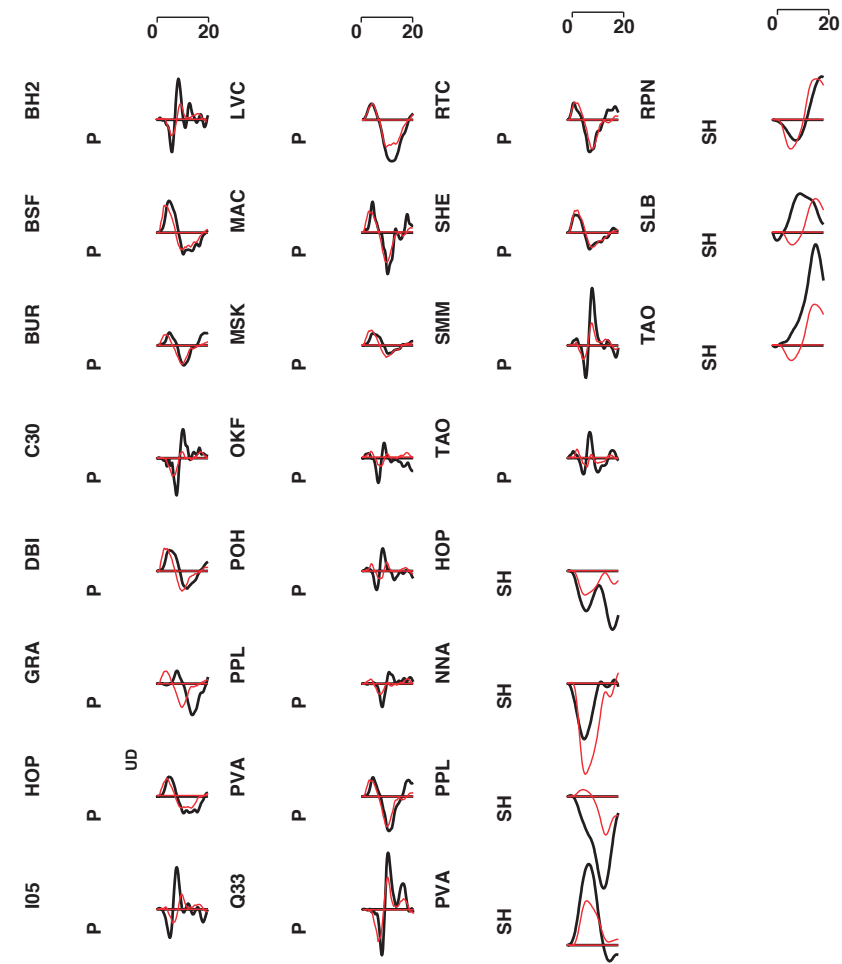 0 20 0 20 0 20 0 20
BH2 P LVC P RTC P RPN SH
BSF P MAC P SHE P SLB SH
BUR P MSK P SMM P TAO SH
C30 P OKF P TAO P
DBI P POH P HOP SH
GRA P PPL P NNA SH
HOP P UD PVA P PPL SH
I05 P Q33 P PVA SH